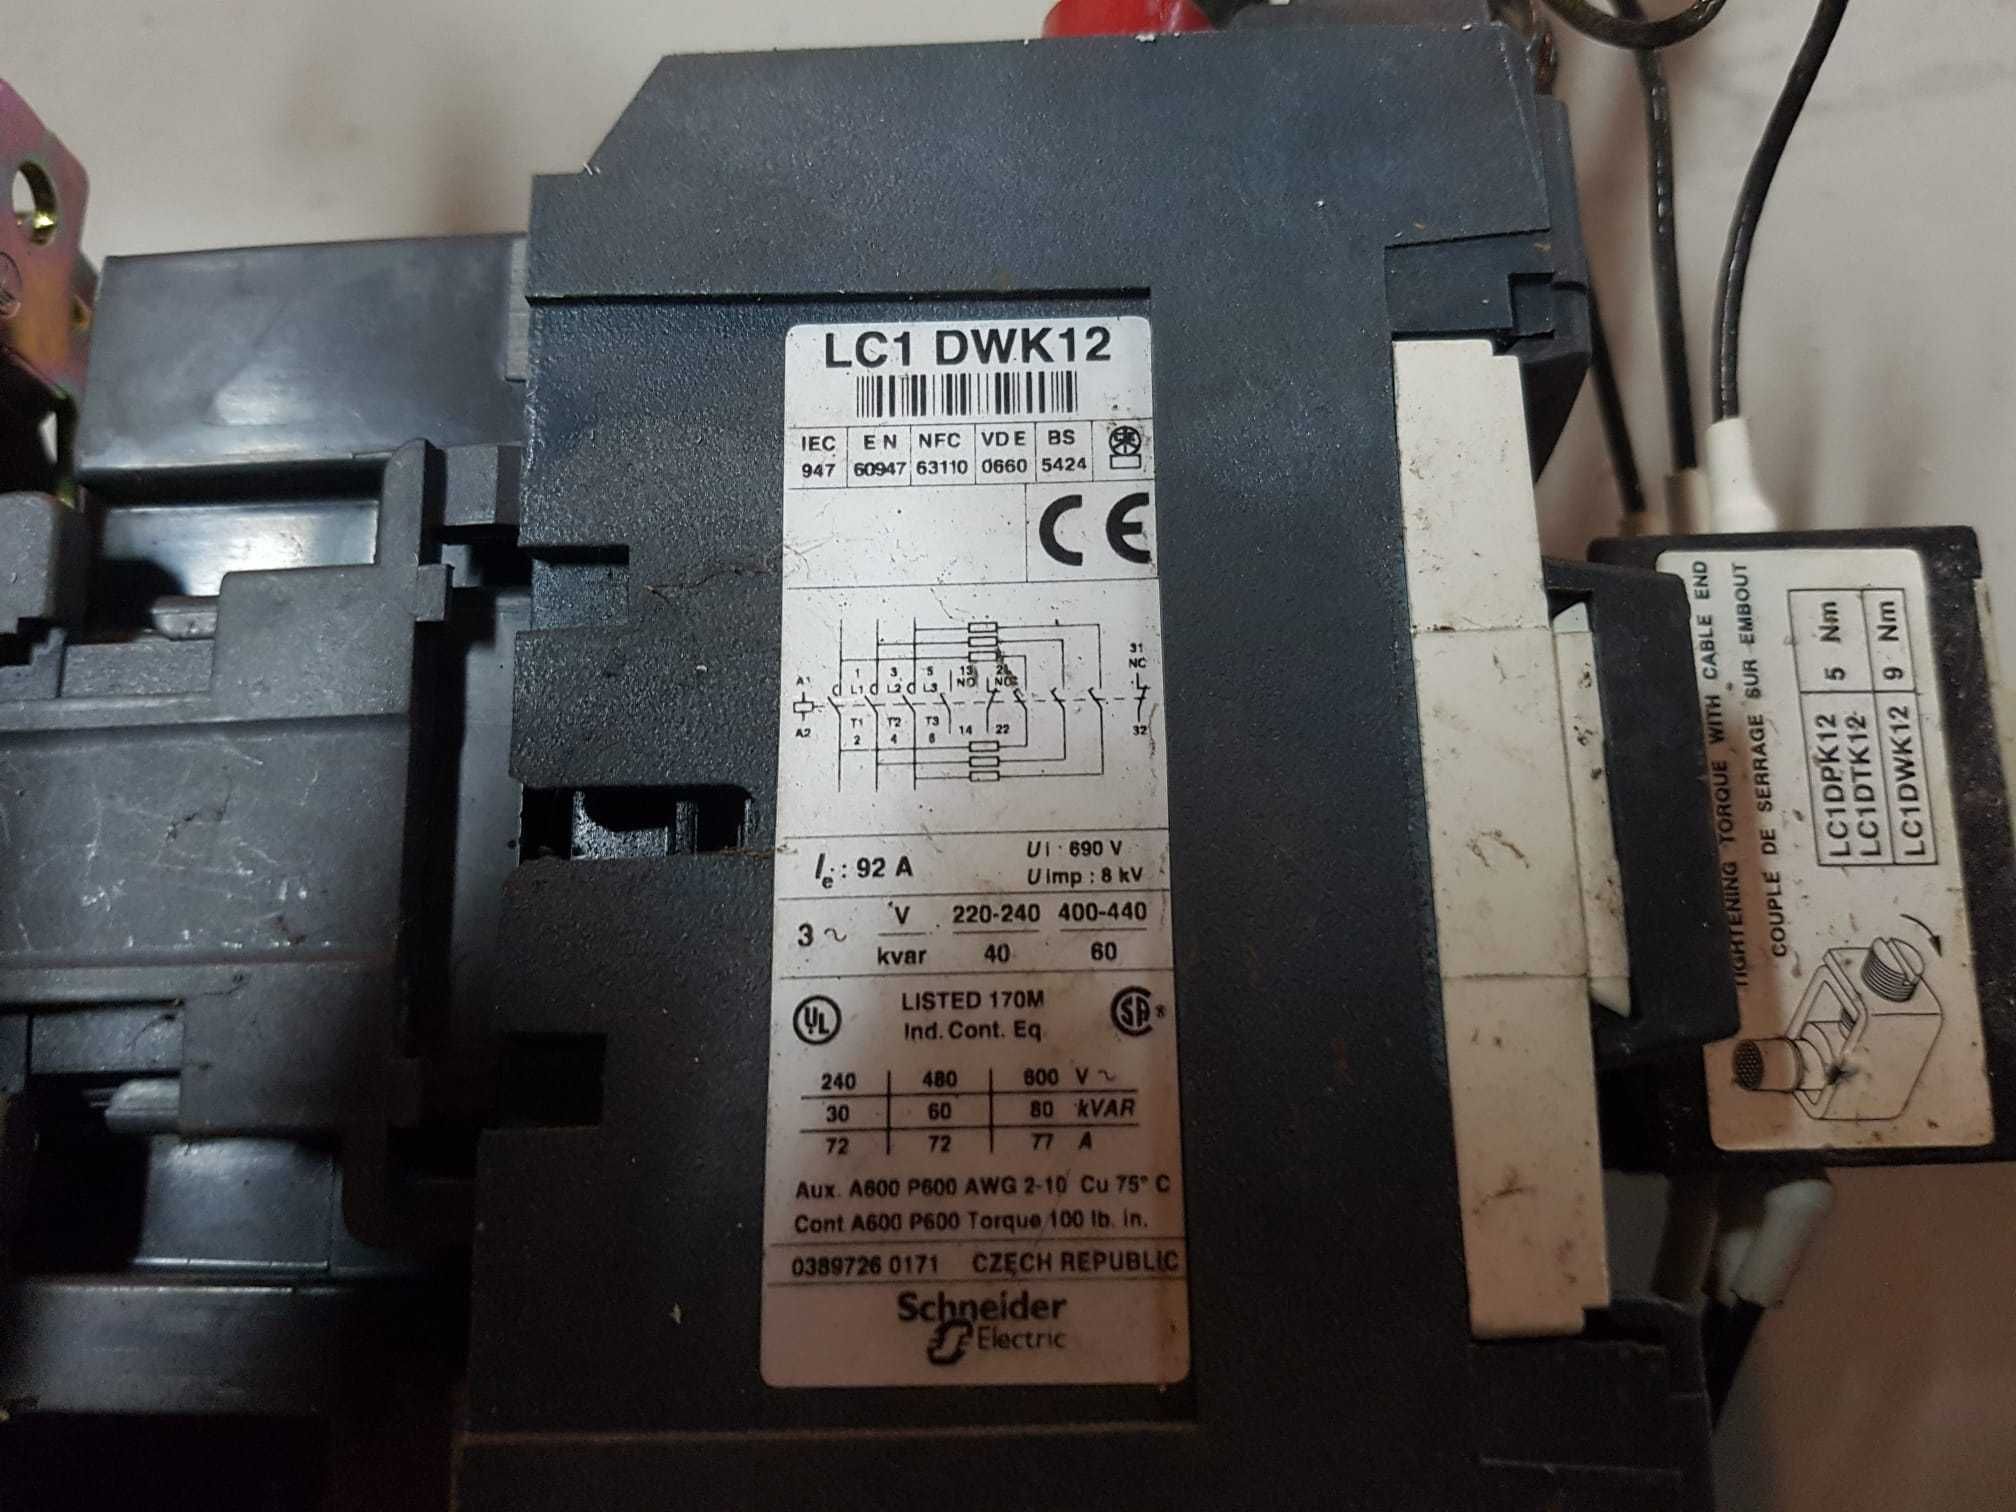 LC1 DWK12
IEC EN NFC VDE BS
947 60947 63110 0660 5424
CE
A1 1 3 5 13 21 31
L1 L2 L3 NO NC NC
T1 T2 T3
A2 2 4 6 14 22 32
Ie : 92 A
Ui : 690 V
Uimp : 8 kV
3 ~ V 220-240 400-440
kvar 40 60
UL LISTED 170M SA ®
Ind. Cont. Eq
240 480 600 V ~
30 60 80 kVAR
72 72 77 A
Aux. A600 P600 AWG 2-10 Cu 75° C
Cont A600 P600 Torque 100 lb. in.
0389726 0171 CZECH REPUBLIC
Schneider
Electric
TIGHTENING TORQUE WITH CABLE END
COUPLE DE SERRAGE SUR EMBOUT
LC1DPK12 5 Nm
LC1DTK12
LC1DWK12 9 Nm